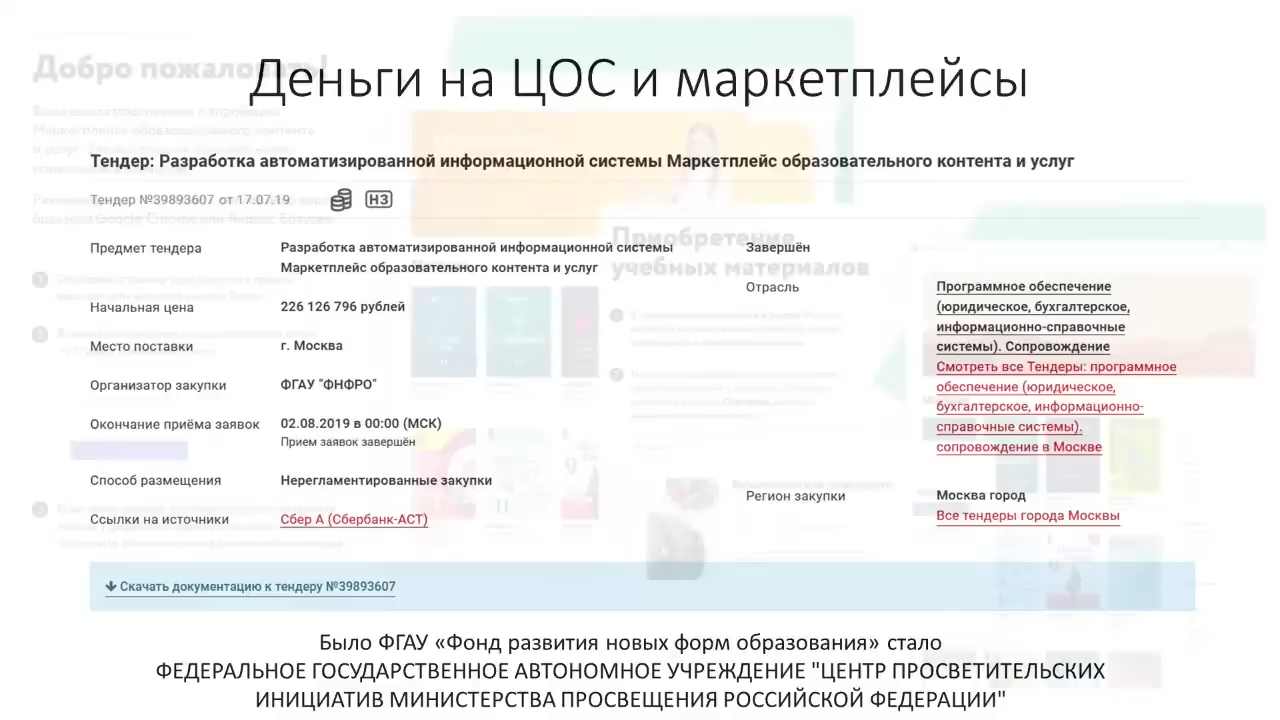 Деньги на ЦОС и маркетплейсы
Добро пожаловать!
Тендер: Разработка автоматизированной информационной системы Маркетплейс образовательного контента и услуг
Тендер №39893607 от 17.07.19
НЗ
Приобретение
учебных материалов
Предмет тендера
Разработка автоматизированной информационной системы
Маркетплейс образовательного контента и услуг
Завершён
Отрасль
Программное обеспечение
(юридическое, бухгалтерское,
информационно-справочные
системы). Сопровождение
Смотреть все Тендеры: программное
обеспечение (юридическое,
бухгалтерское, информационно-
справочные системы).
сопровождение в Москве
Начальная цена
226 126 796 рублей
Место поставки
г. Москва
Организатор закупки
ФГАУ "ФНФРО"
Окончание приёма заявок
02.08.2019 в 00:00 (МСК)
Прием заявок завершён
Способ размещения
Нерегламентированные закупки
Регион закупки
Москва город
Все тендеры города Москвы
Ссылки на источники
Сбер А (Сбербанк-АСТ)
Скачать документацию к тендеру №39893607
Было ФГАУ «Фонд развития новых форм образования» стало
ФЕДЕРАЛЬНОЕ ГОСУДАРСТВЕННОЕ АВТОНОМНОЕ УЧРЕЖДЕНИЕ "ЦЕНТР ПРОСВЕТИТЕЛЬСКИХ
ИНИЦИАТИВ МИНИСТЕРСТВА ПРОСВЕЩЕНИЯ РОССИЙСКОЙ ФЕДЕРАЦИИ"